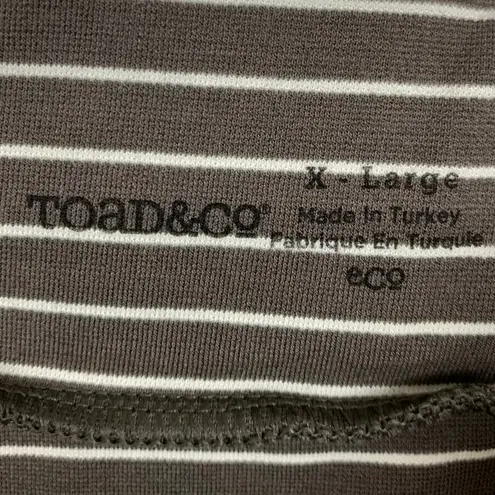 TOaD&CO®
X - Large
Made In Turkey
Fabrique En Turquie
eCO